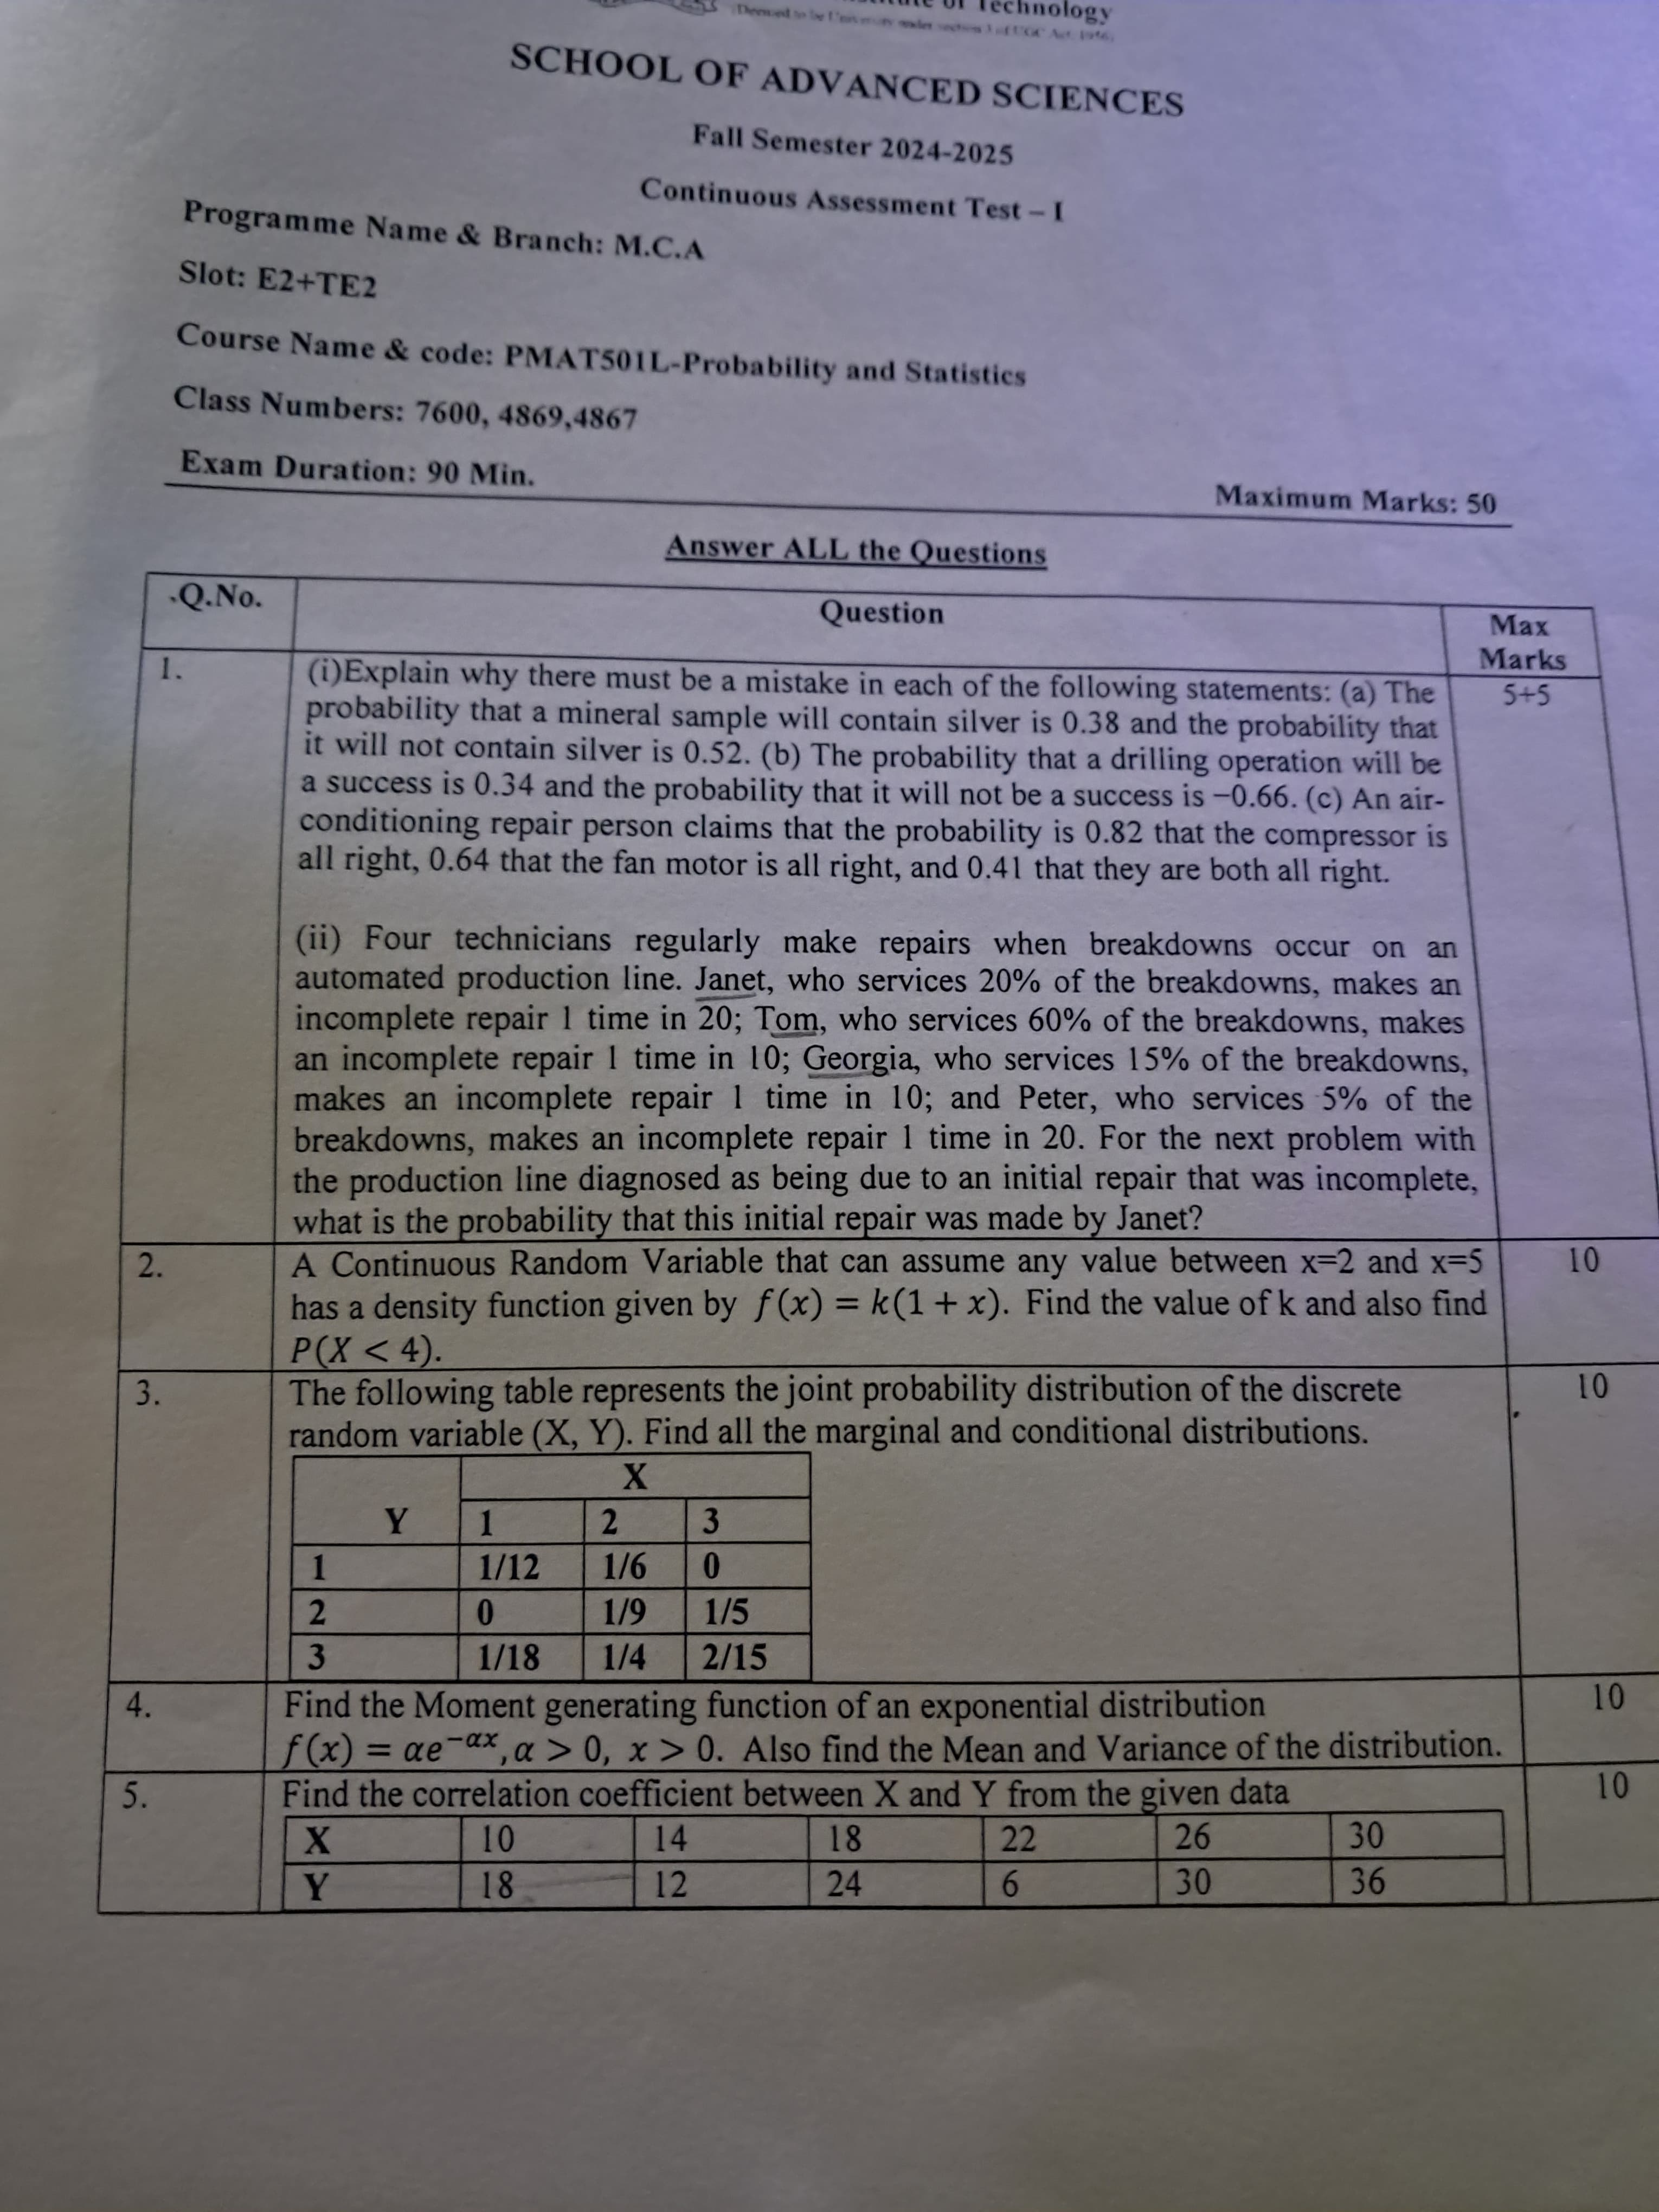 of Technology
(Deemed to be University under section 3 of UGC Act, 1956)
SCHOOL OF ADVANCED SCIENCES
Fall Semester 2024-2025
Continuous Assessment Test – I
Programme Name & Branch: M.C.A
Slot: E2+TE2
Course Name & code: PMAT501L-Probability and Statistics
Class Numbers: 7600, 4869,4867
Exam Duration: 90 Min.
Maximum Marks: 50
Answer ALL the Questions
Q.No. Question Max
Marks
1. (i)Explain why there must be a mistake in each of the following statements: (a) The 5+5
probability that a mineral sample will contain silver is 0.38 and the probability that
it will not contain silver is 0.52. (b) The probability that a drilling operation will be
a success is 0.34 and the probability that it will not be a success is −0.66. (c) An air-
conditioning repair person claims that the probability is 0.82 that the compressor is
all right, 0.64 that the fan motor is all right, and 0.41 that they are both all right.
(ii) Four technicians regularly make repairs when breakdowns occur on an
automated production line. Janet, who services 20% of the breakdowns, makes an
incomplete repair 1 time in 20; Tom, who services 60% of the breakdowns, makes
an incomplete repair 1 time in 10; Georgia, who services 15% of the breakdowns,
makes an incomplete repair 1 time in 10; and Peter, who services 5% of the
breakdowns, makes an incomplete repair 1 time in 20. For the next problem with
the production line diagnosed as being due to an initial repair that was incomplete,
what is the probability that this initial repair was made by Janet?
2. A Continuous Random Variable that can assume any value between x=2 and x=5 10
has a density function given by f(x) = k(1 + x). Find the value of k and also find
P(X < 4).
3. The following table represents the joint probability distribution of the discrete 10
random variable (X, Y). Find all the marginal and conditional distributions.
X
Y 1 2 3
1 1/12 1/6 0
2 0 1/9 1/5
3 1/18 1/4 2/15
4. Find the Moment generating function of an exponential distribution 10
f(x) = αe^−αx, α > 0, x > 0. Also find the Mean and Variance of the distribution.
5. Find the correlation coefficient between X and Y from the given data 10
X 10 14 18 22 26 30
Y 18 12 24 6 30 36